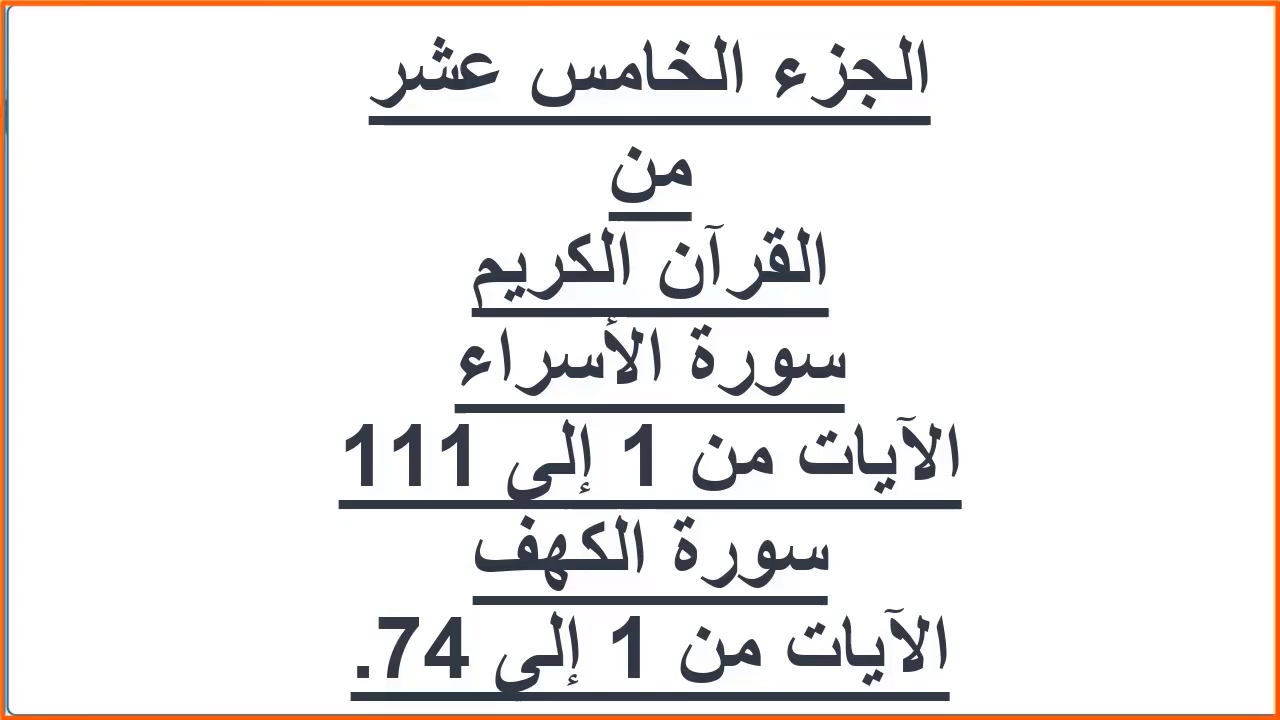 الجزء الخامس عشر
من
القرآن الكريم
سورة الأسراء
الآيات من 1 إلى 111
سورة الكهف
الآيات من 1 إلى 74.